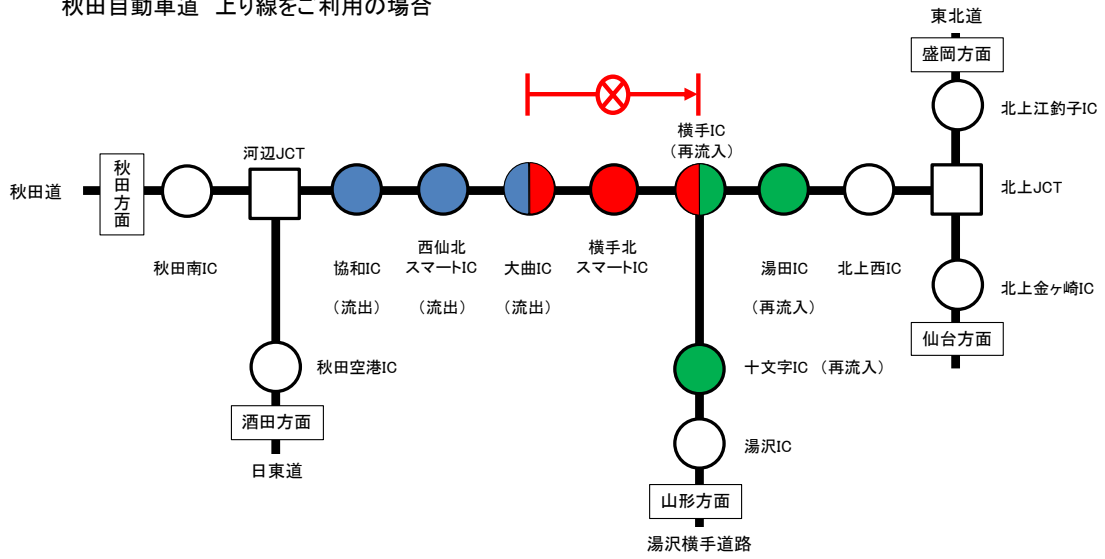 秋田自動車道 上り線をご利用の場合
東北道
盛岡方面
北上江釣子IC
横手IC
(再流入)
河辺JCT
秋田道
秋田方面
北上JCT
秋田南IC
協和IC
(流出)
西仙北
スマートIC
(流出)
大曲IC
(流出)
横手北
スマートIC
湯田IC
(再流入)
北上西IC
北上金ヶ崎IC
仙台方面
秋田空港IC
十文字IC (再流入)
酒田方面
日東道
湯沢IC
山形方面
湯沢横手道路